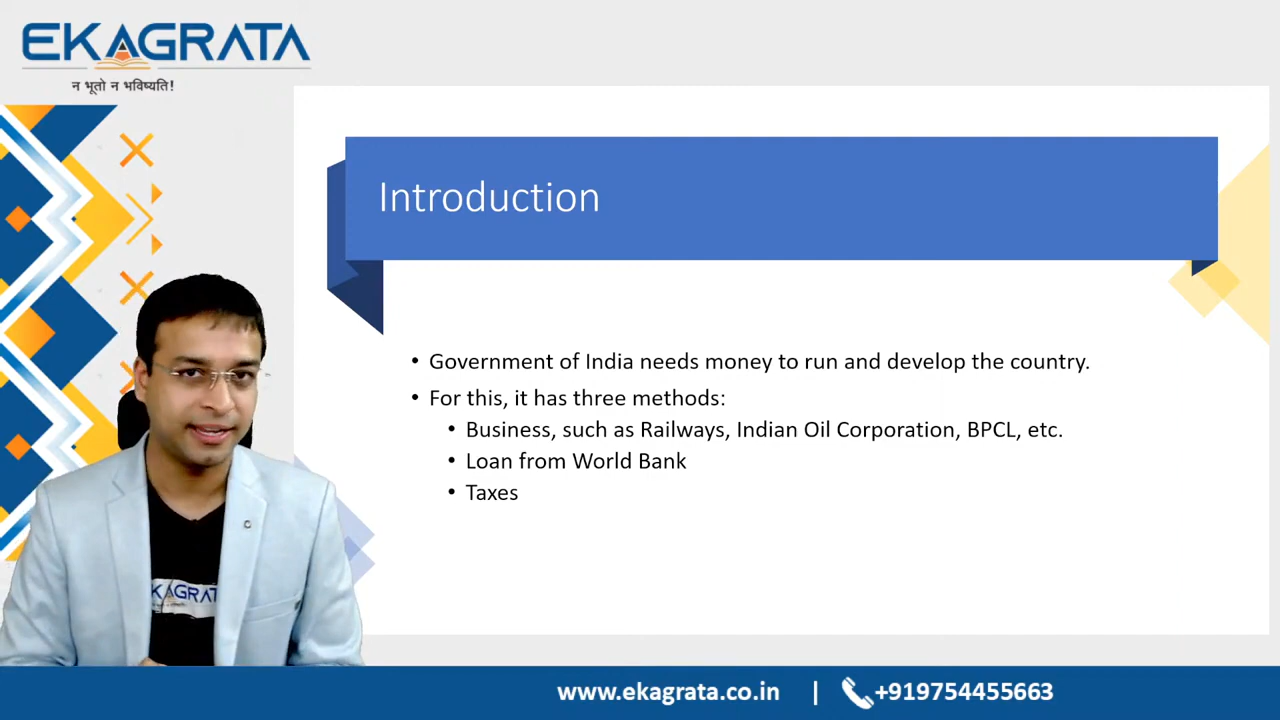 EKAGRATA
न भूतो न भविष्यति!
Introduction
• Government of India needs money to run and develop the country.
• For this, it has three methods:
• Business, such as Railways, Indian Oil Corporation, BPCL, etc.
• Loan from World Bank
• Taxes
EKAGRAT
www.ekagrata.co.in | +919754455663